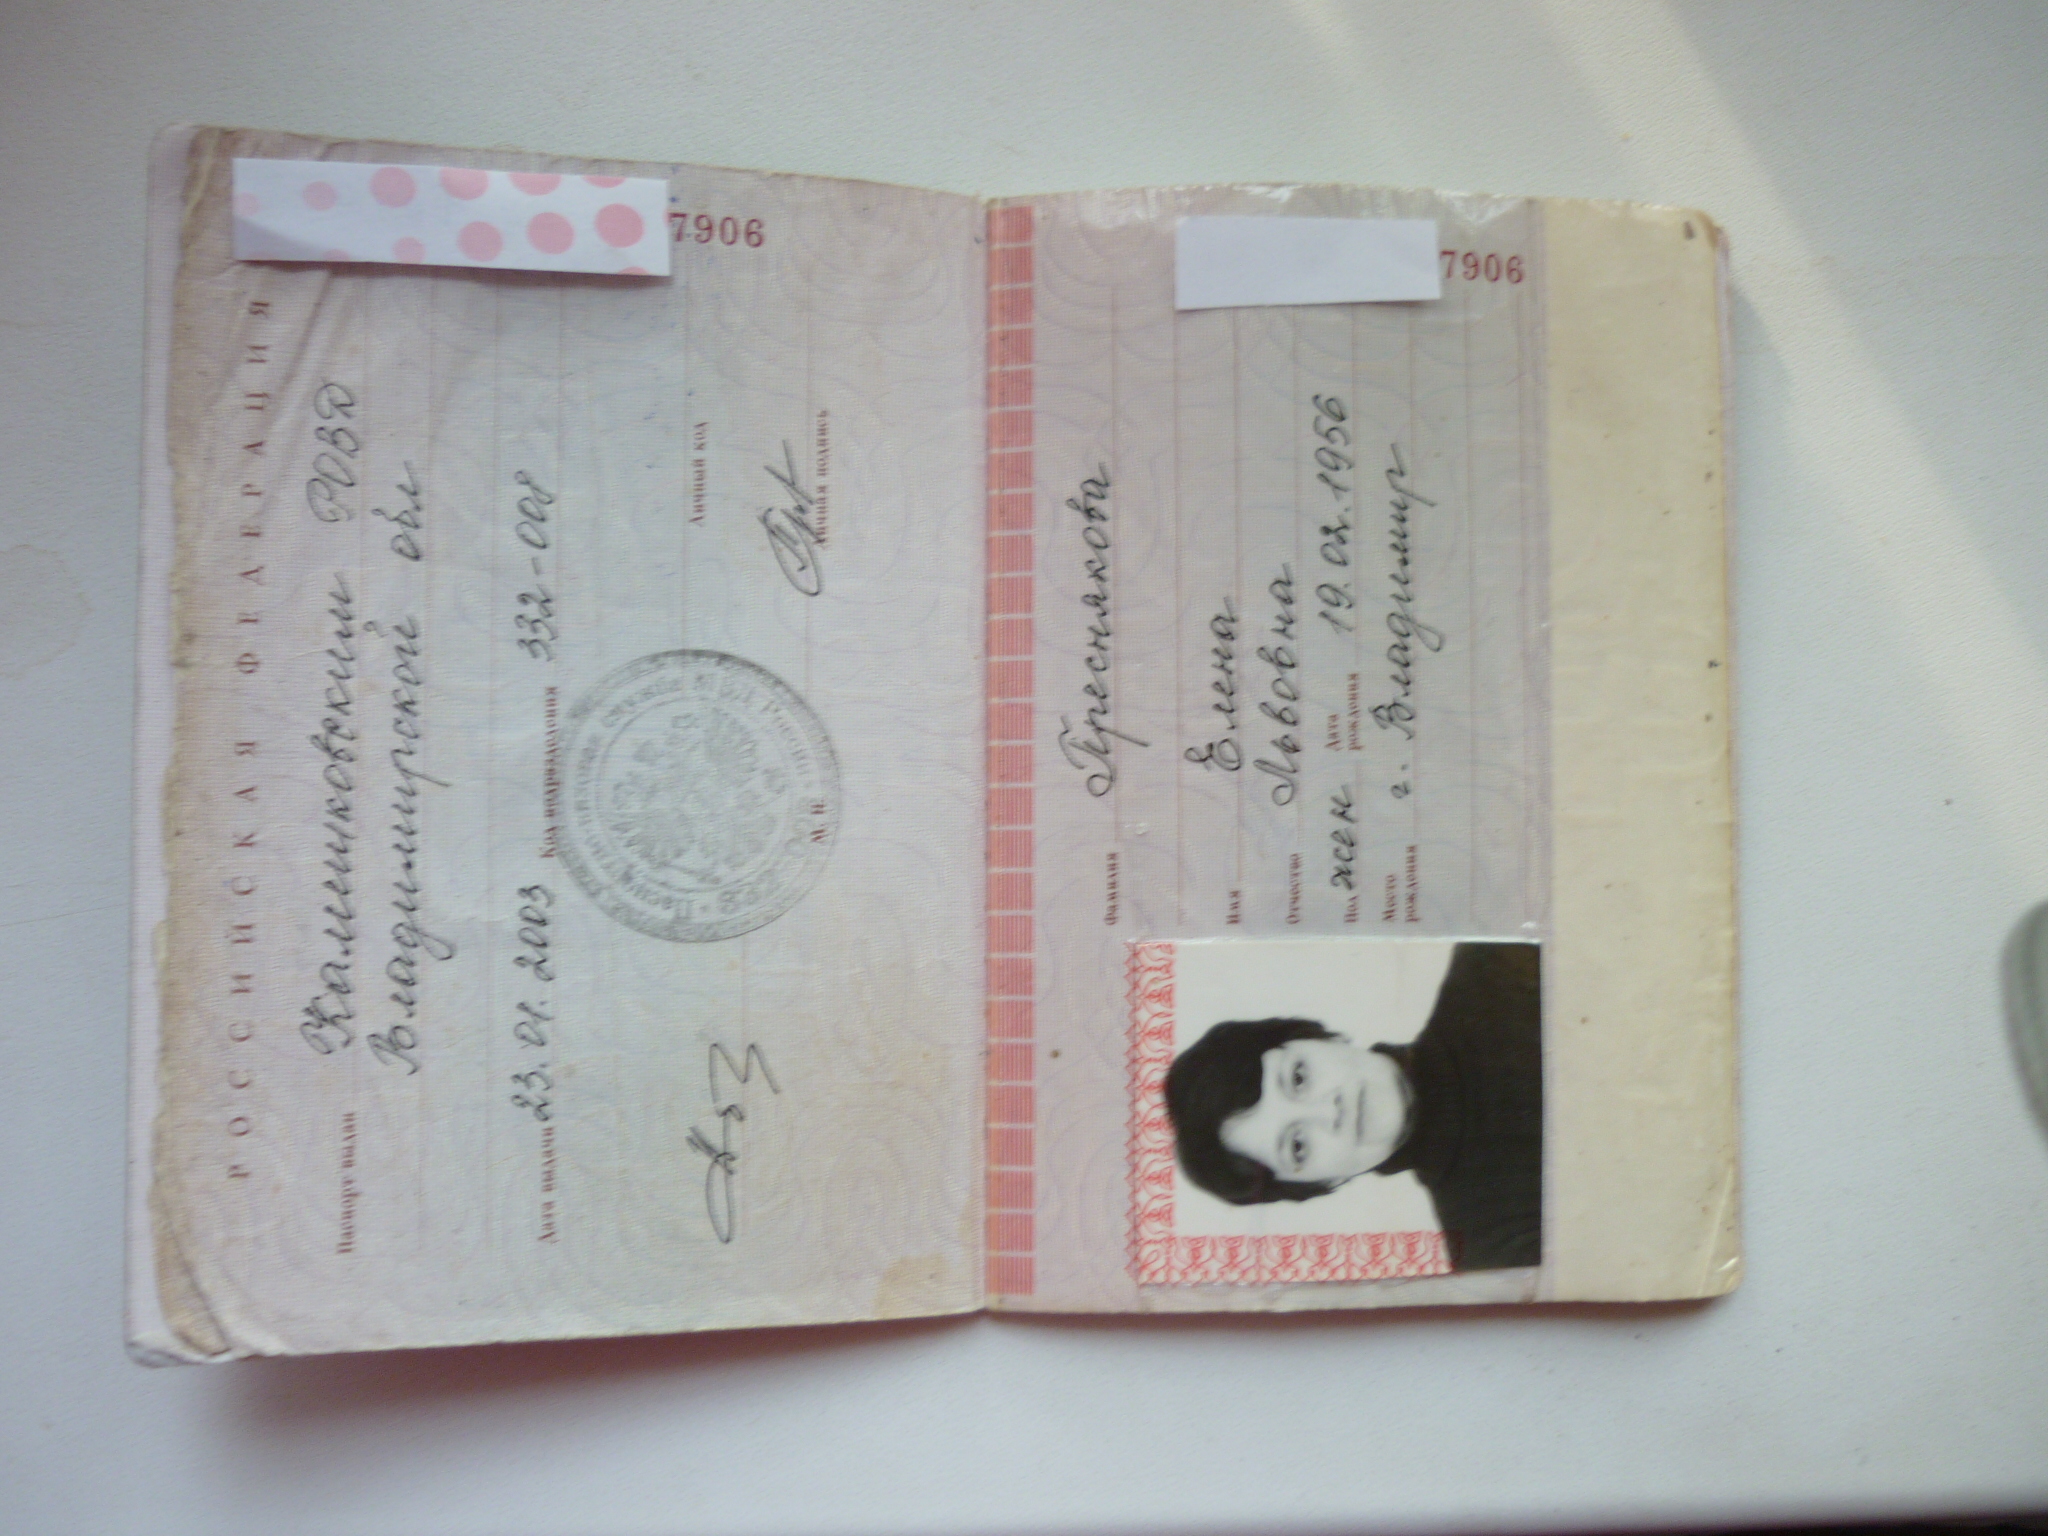 РОССИЙСКАЯ ФЕДЕРАЦИЯ
Паспорт выдан Камешковским РОВД
Владимирской обл
Дата выдачи 23.01.2003 Код подразделения 332-008
Личный код
Личная подпись
М. П.
7906
Фамилия Преснякова
Имя Елена
Отчество Львовна
Пол жен Дата рождения 19.02.1956
Место рождения г. Владимир
7906